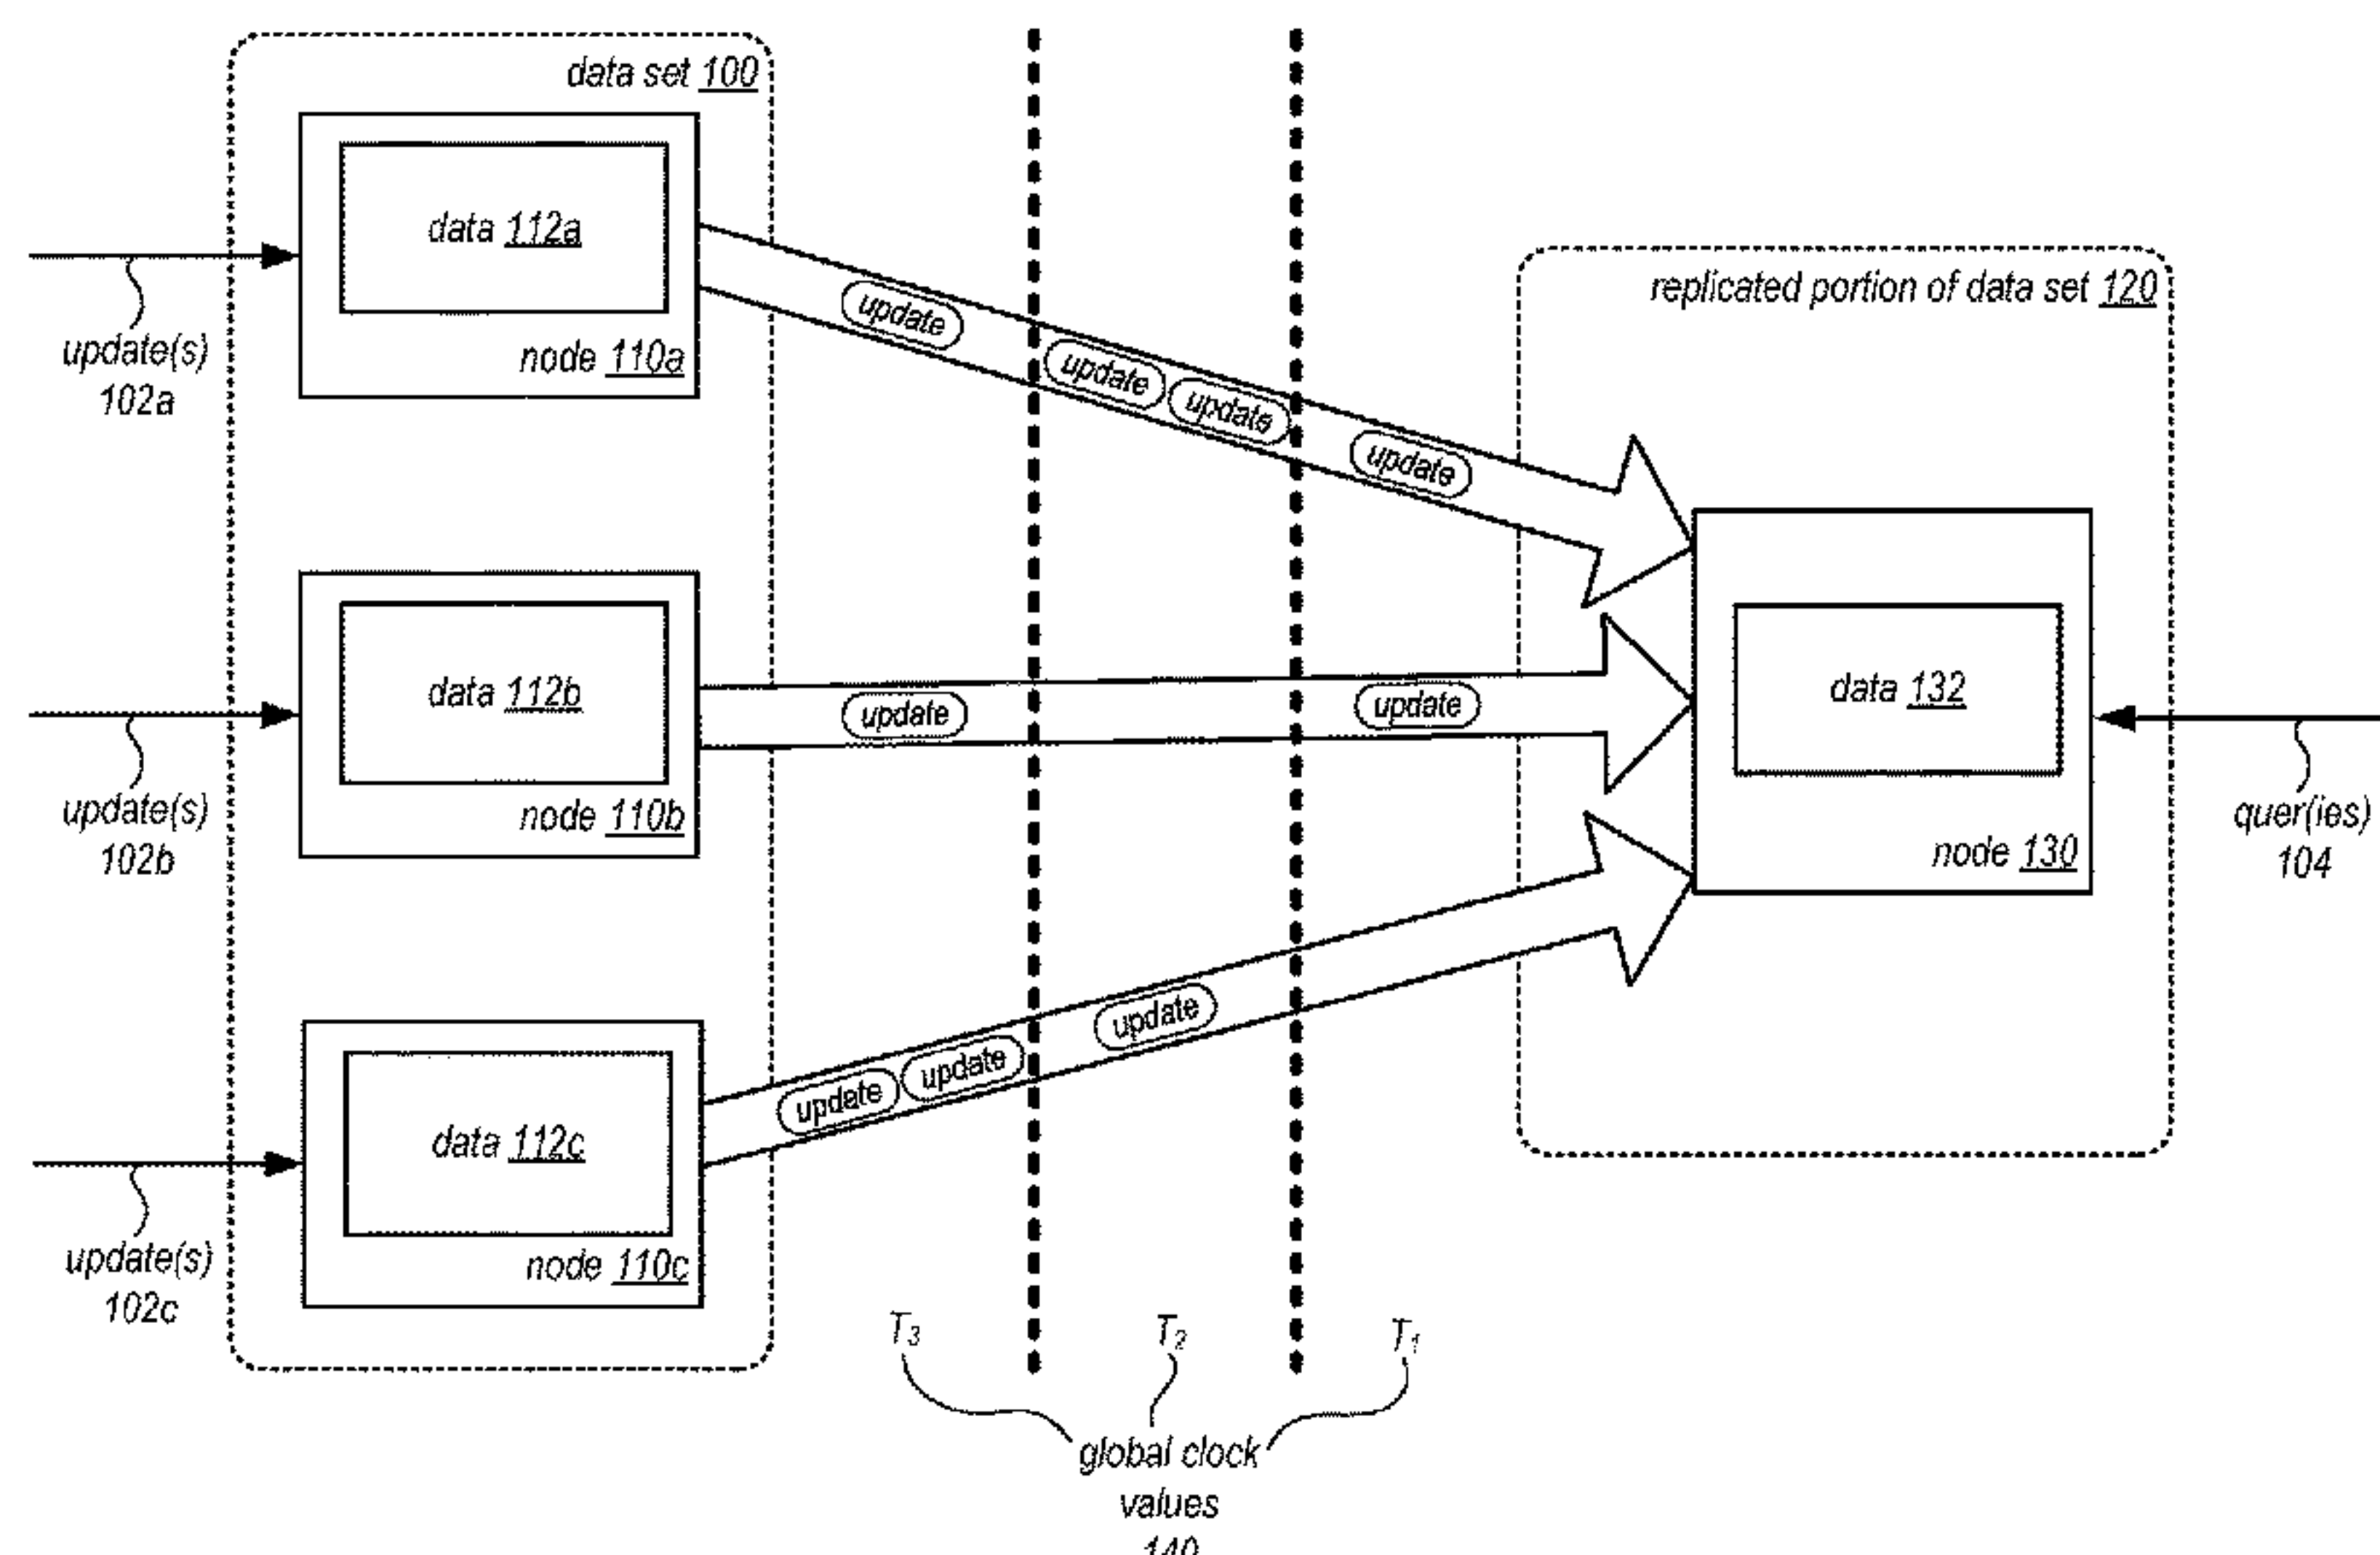 data set 100
data 112a
node 110a
update(s)
102a
update
update
update
update
replicated portion of data set 120
data 112b
node 110b
update(s)
102b
update
update
data 132
node 130
quer(ies)
104
data 112c
node 110c
update(s)
102c
update
update
update
T3
T2
T1
global clock
values
140